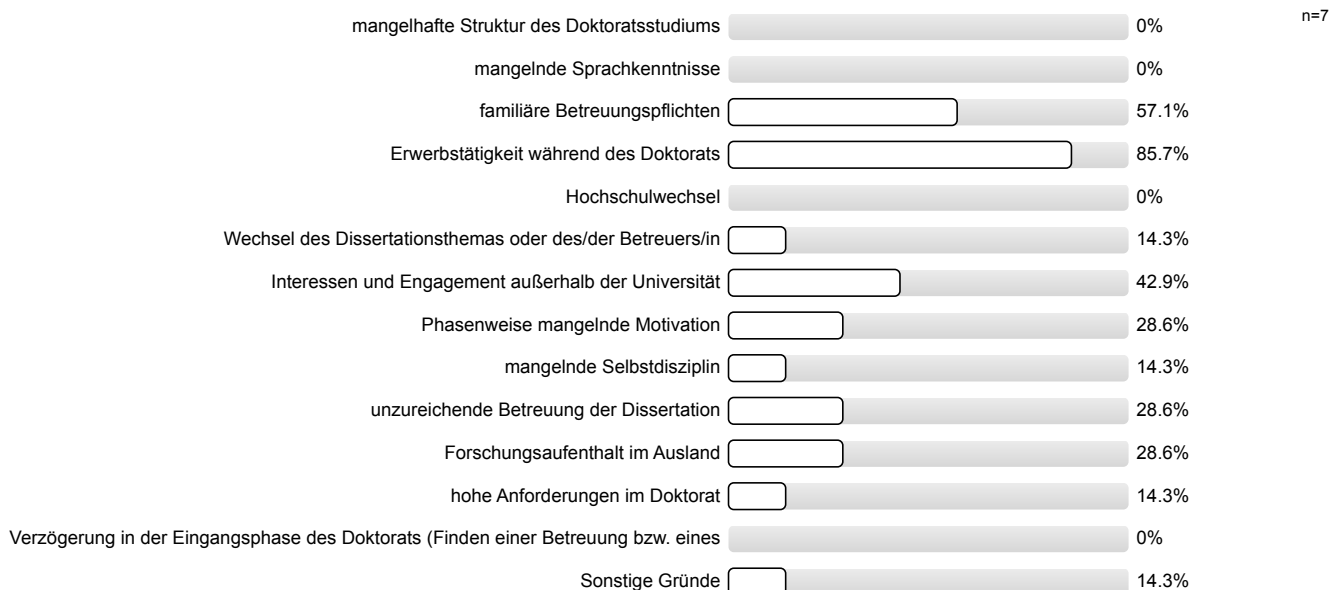 n=7
mangelhafte Struktur des Doktoratsstudiums 0%
mangelnde Sprachkenntnisse 0%
familiäre Betreuungspflichten 57.1%
Erwerbstätigkeit während des Doktorats 85.7%
Hochschulwechsel 0%
Wechsel des Dissertationsthemas oder des/der Betreuers/in 14.3%
Interessen und Engagement außerhalb der Universität 42.9%
Phasenweise mangelnde Motivation 28.6%
mangelnde Selbstdisziplin 14.3%
unzureichende Betreuung der Dissertation 28.6%
Forschungsaufenthalt im Ausland 28.6%
hohe Anforderungen im Doktorat 14.3%
Verzögerung in der Eingangsphase des Doktorats (Finden einer Betreuung bzw. eines 0%
Sonstige Gründe 14.3%